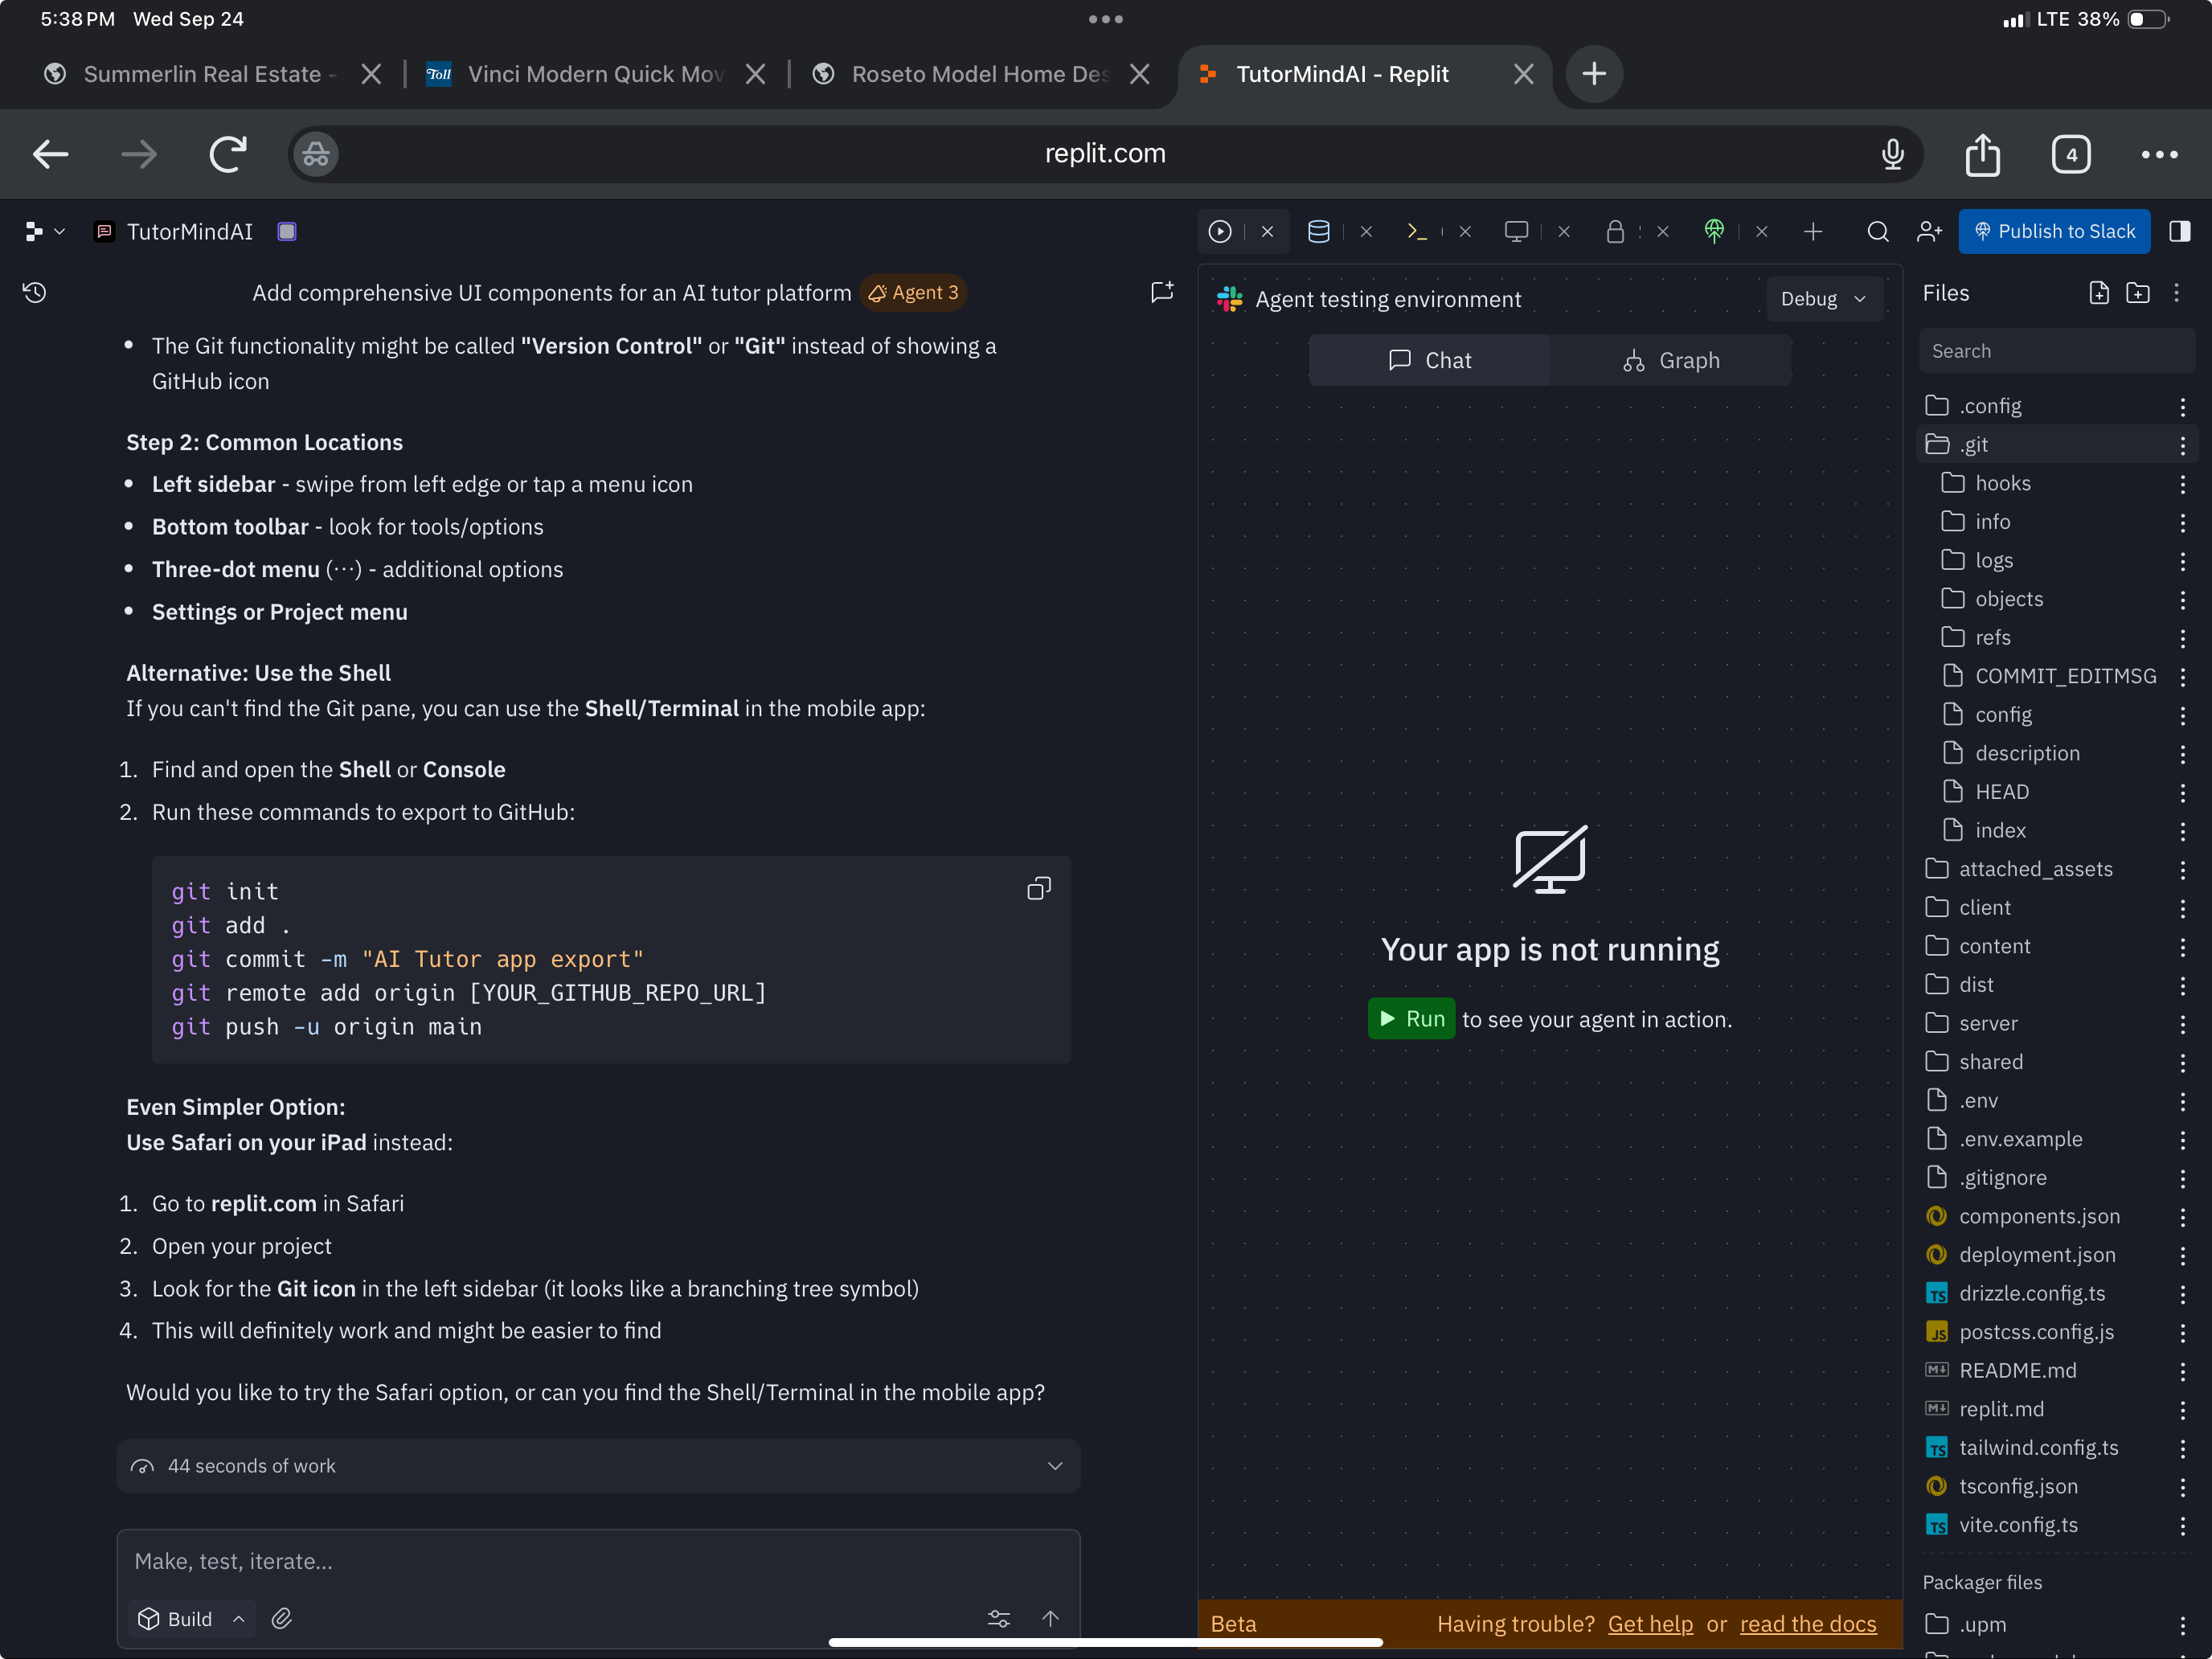 5:38 PM Wed Sep 24
LTE 38%
Summerlin Real Estate -
Toll
Vinci Modern Quick Mov
Roseto Model Home Des
TutorMindAI - Replit
replit.com
4
TutorMindAI
Publish to Slack
Add comprehensive UI components for an AI tutor platform Agent 3
• The Git functionality might be called "Version Control" or "Git" instead of showing a
GitHub icon
Step 2: Common Locations
• Left sidebar - swipe from left edge or tap a menu icon
• Bottom toolbar - look for tools/options
• Three-dot menu (⋯) - additional options
• Settings or Project menu
Alternative: Use the Shell
If you can't find the Git pane, you can use the Shell/Terminal in the mobile app:
1. Find and open the Shell or Console
2. Run these commands to export to GitHub:
git init
git add .
git commit -m "AI Tutor app export"
git remote add origin [YOUR_GITHUB_REPO_URL]
git push -u origin main
Even Simpler Option:
Use Safari on your iPad instead:
1. Go to replit.com in Safari
2. Open your project
3. Look for the Git icon in the left sidebar (it looks like a branching tree symbol)
4. This will definitely work and might be easier to find
Would you like to try the Safari option, or can you find the Shell/Terminal in the mobile app?
44 seconds of work
Make, test, iterate...
Build
Agent testing environment
Debug
Chat
Graph
Your app is not running
Run to see your agent in action.
Beta
Having trouble? Get help or read the docs
Files
Search
.config
.git
hooks
info
logs
objects
refs
COMMIT_EDITMSG
config
description
HEAD
index
attached_assets
client
content
dist
server
shared
.env
.env.example
.gitignore
components.json
deployment.json
TS drizzle.config.ts
JS postcss.config.js
M↓ README.md
M↓ replit.md
TS tailwind.config.ts
tsconfig.json
TS vite.config.ts
Packager files
.upm